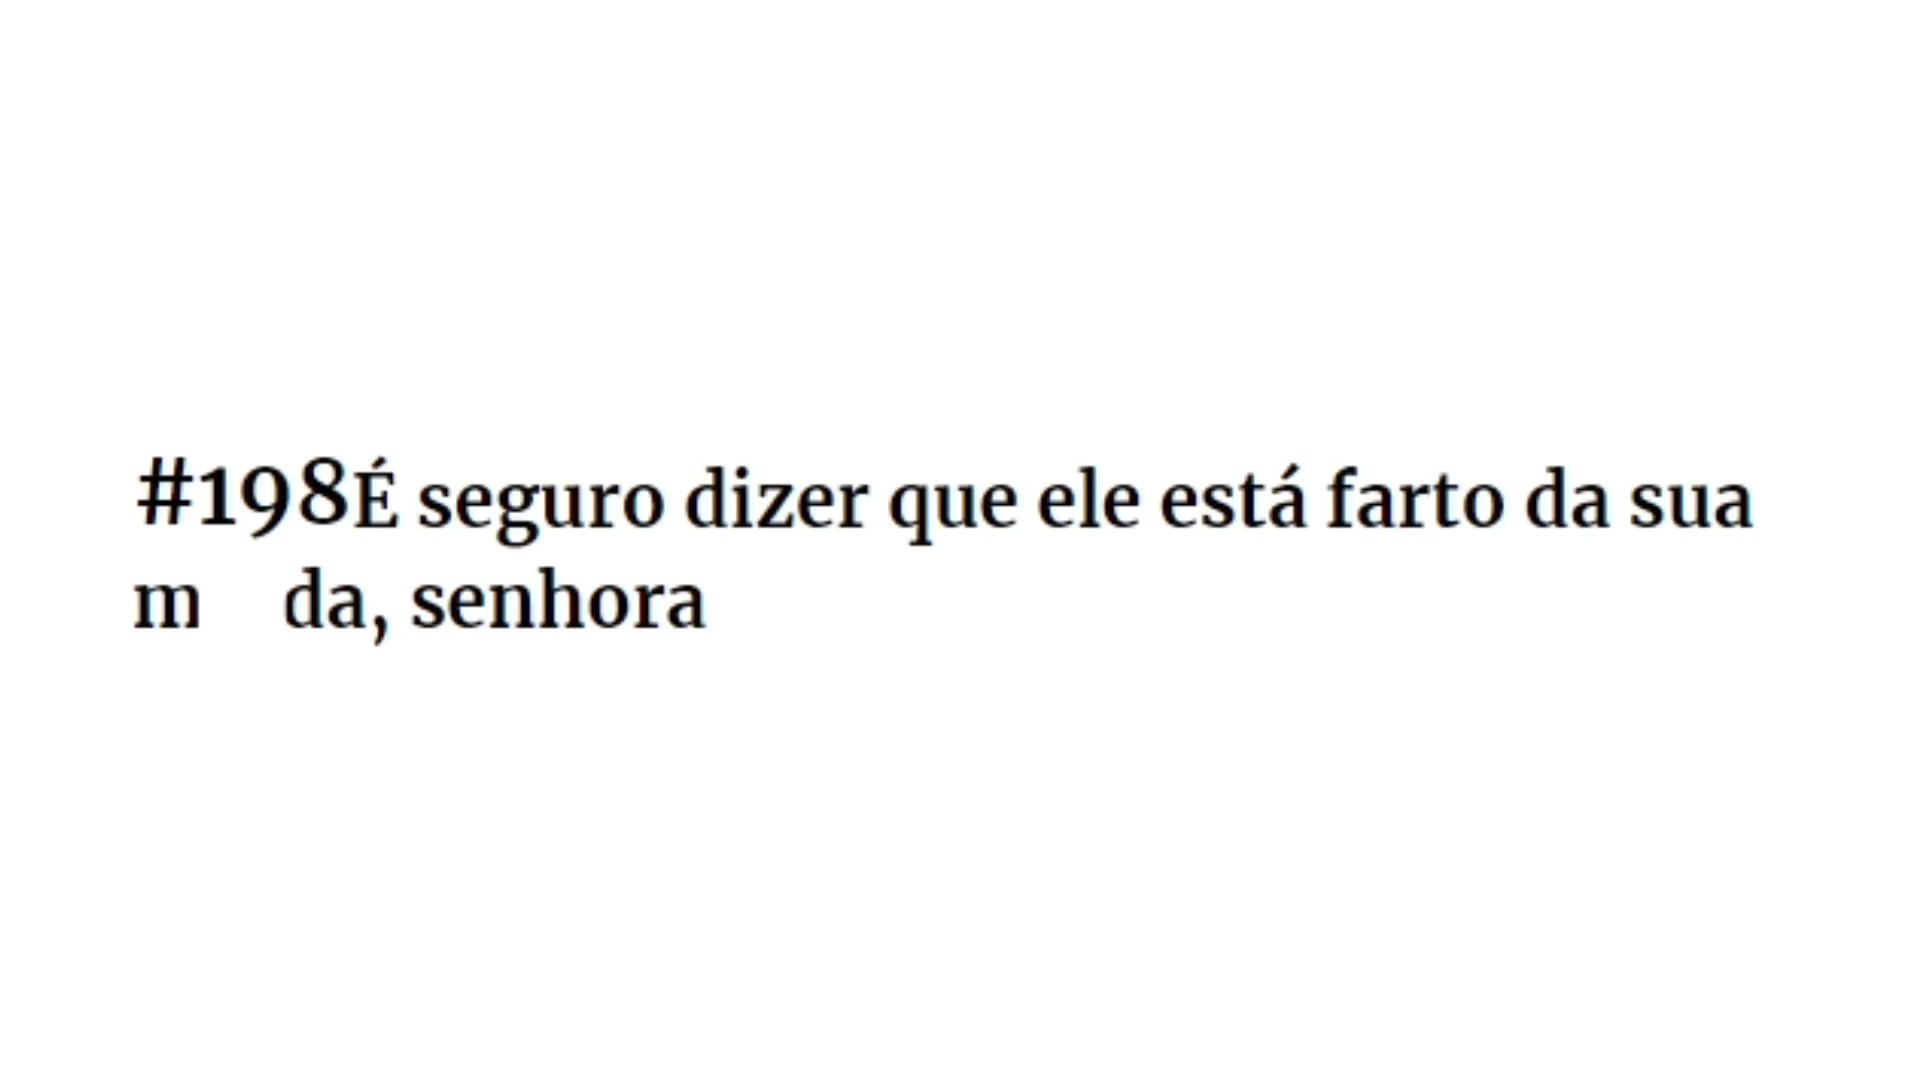 #198É seguro dizer que ele está farto da sua
m da, senhora